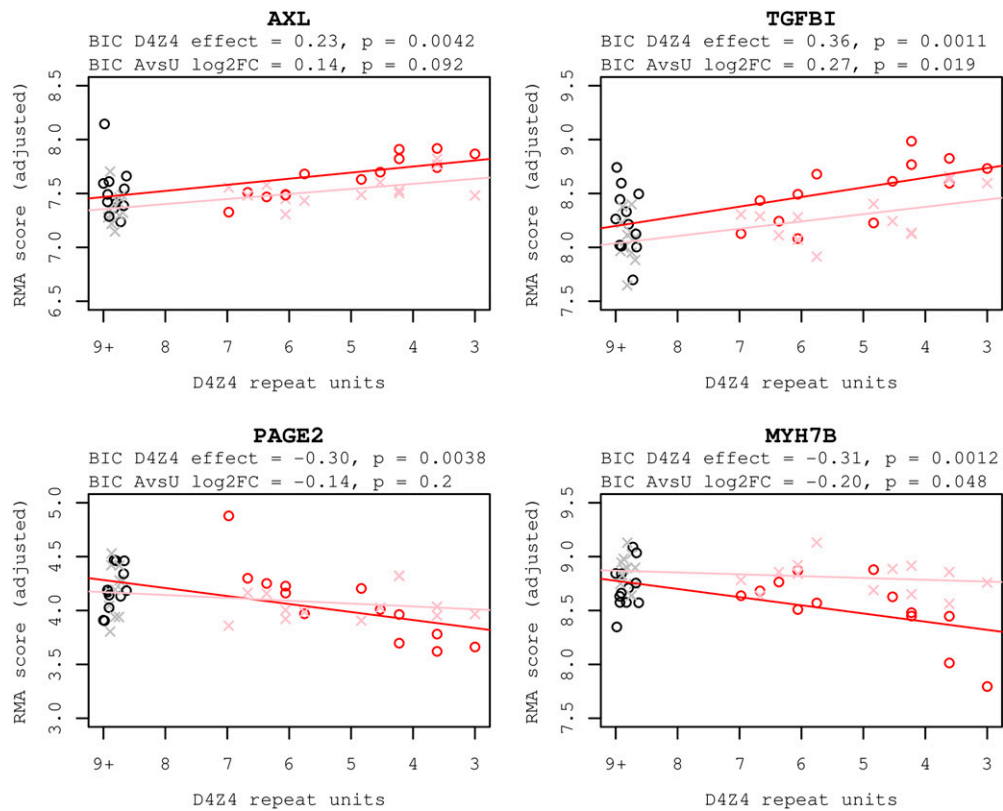 AXL
BIC D4Z4 effect = 0.23, p = 0.0042
BIC AvsU log2FC = 0.14, p = 0.092
RMA score (adjusted)
8.5
8.0
7.5
7.0
6.5
9+ 8 7 6 5 4 3
D4Z4 repeat units
TGFBI
BIC D4Z4 effect = 0.36, p = 0.0011
BIC AvsU log2FC = 0.27, p = 0.019
RMA score (adjusted)
9.5
9.0
8.5
8.0
7.5
9+ 8 7 6 5 4 3
D4Z4 repeat units
PAGE2
BIC D4Z4 effect = −0.30, p = 0.0038
BIC AvsU log2FC = −0.14, p = 0.2
RMA score (adjusted)
5.0
4.5
4.0
3.5
3.0
9+ 8 7 6 5 4 3
D4Z4 repeat units
MYH7B
BIC D4Z4 effect = −0.31, p = 0.0012
BIC AvsU log2FC = −0.20, p = 0.048
RMA score (adjusted)
9.5
9.0
8.5
8.0
7.5
9+ 8 7 6 5 4 3
D4Z4 repeat units